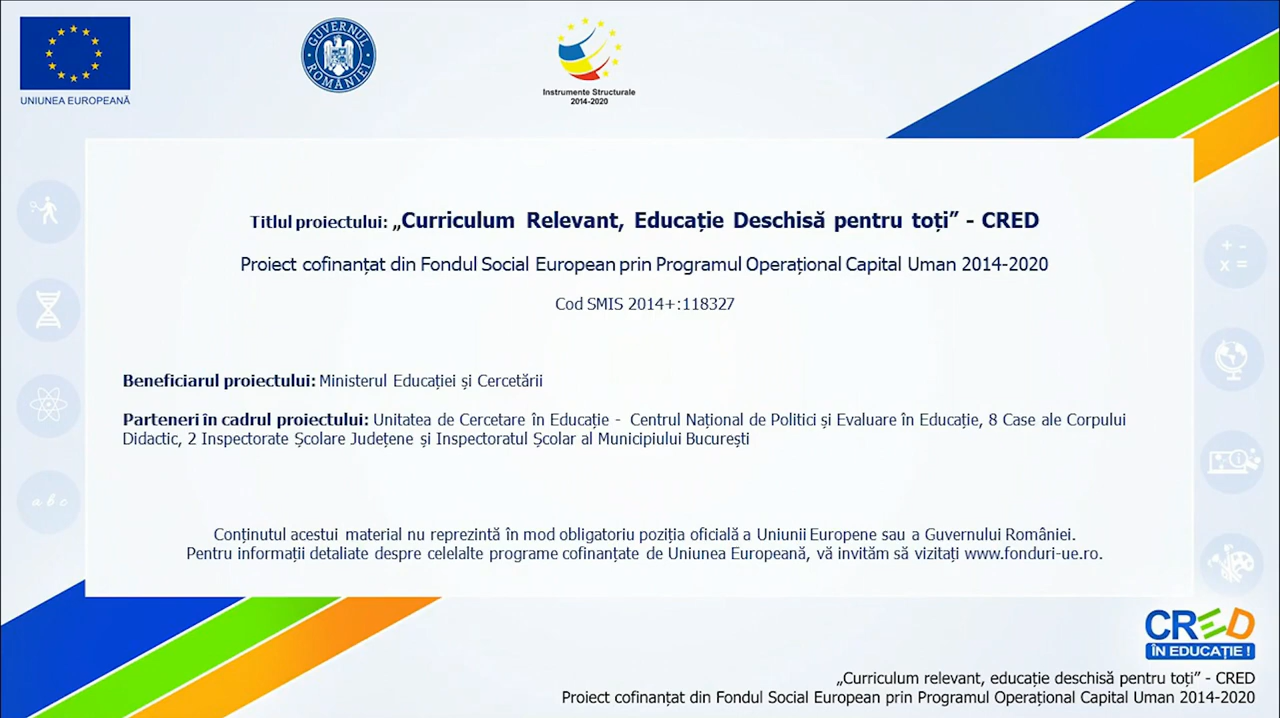 UNIUNEA EUROPEANĂ
GUVERNUL
ROMÂNIEI
Instrumente Structurale
2014-2020
Titlul proiectului: „Curriculum Relevant, Educație Deschisă pentru toți” - CRED
Proiect cofinanțat din Fondul Social European prin Programul Operațional Capital Uman 2014-2020
Cod SMIS 2014+:118327
Beneficiarul proiectului: Ministerul Educației și Cercetării
Parteneri în cadrul proiectului: Unitatea de Cercetare în Educație - Centrul Național de Politici și Evaluare în Educație, 8 Case ale Corpului
Didactic, 2 Inspectorate Școlare Județene și Inspectoratul Școlar al Municipiului București
a b c
Conținutul acestui material nu reprezintă în mod obligatoriu poziția oficială a Uniunii Europene sau a Guvernului României.
Pentru informații detaliate despre celelalte programe cofinanțate de Uniunea Europeană, vă invităm să vizitați www.fonduri-ue.ro.
CRED
ÎN EDUCAȚIE !
„Curriculum relevant, educație deschisă pentru toți” - CRED
Proiect cofinanțat din Fondul Social European prin Programul Operațional Capital Uman 2014-2020